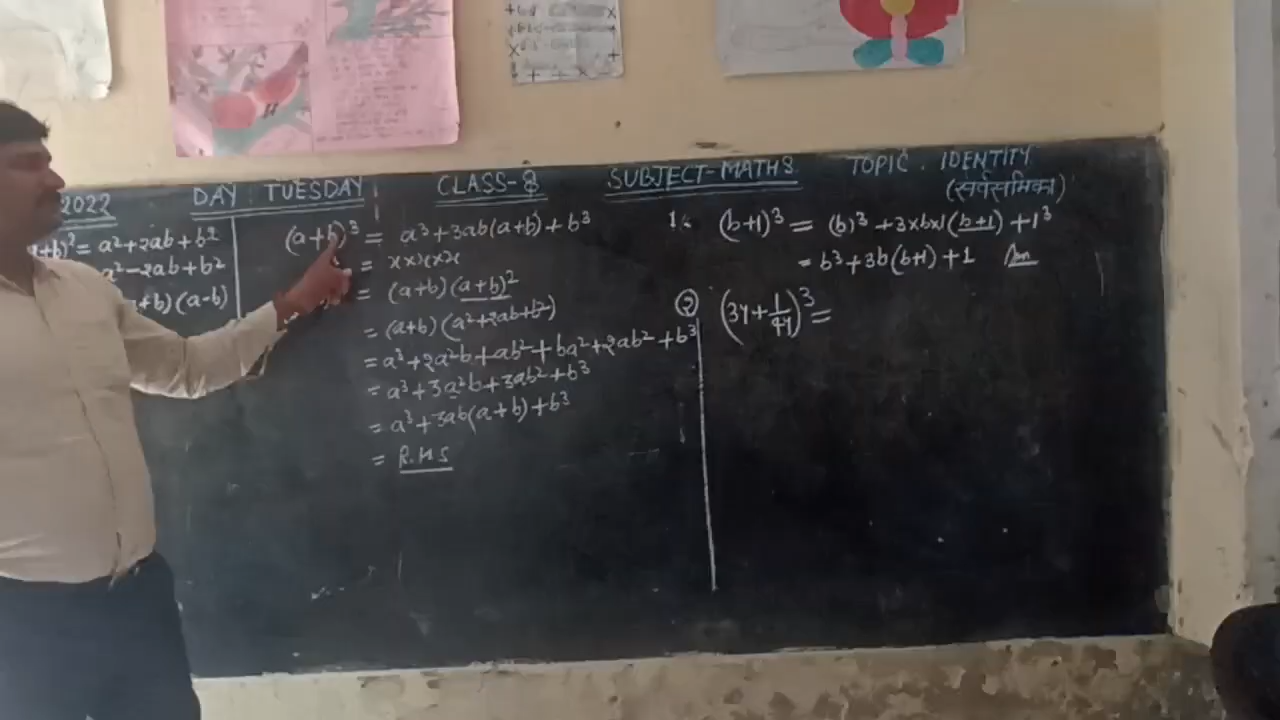 2022 DAY: TUESDAY CLASS-8 SUBJECT-MATHS TOPIC. IDENTITY
(सर्वसमिका)
+b)² = a²+2ab+b²
a²-2ab+b²
+b)(a-b)
(a+b)³ = a³+3ab(a+b)+b³
= x x x x x
= (a+b)(a+b)²
= (a+b)(a²+2ab+b²)
= a³+2a²b+ab²+ba²+2ab²+b³
= a³+3a²b+3ab²+b³
= a³+3ab(a+b)+b³
= R.H.S
1. (b+1)³ = (b)³+3×b×1(b+1)+1³
= b³+3b(b+1)+1 Ans
② (3y+1/4y)³ =